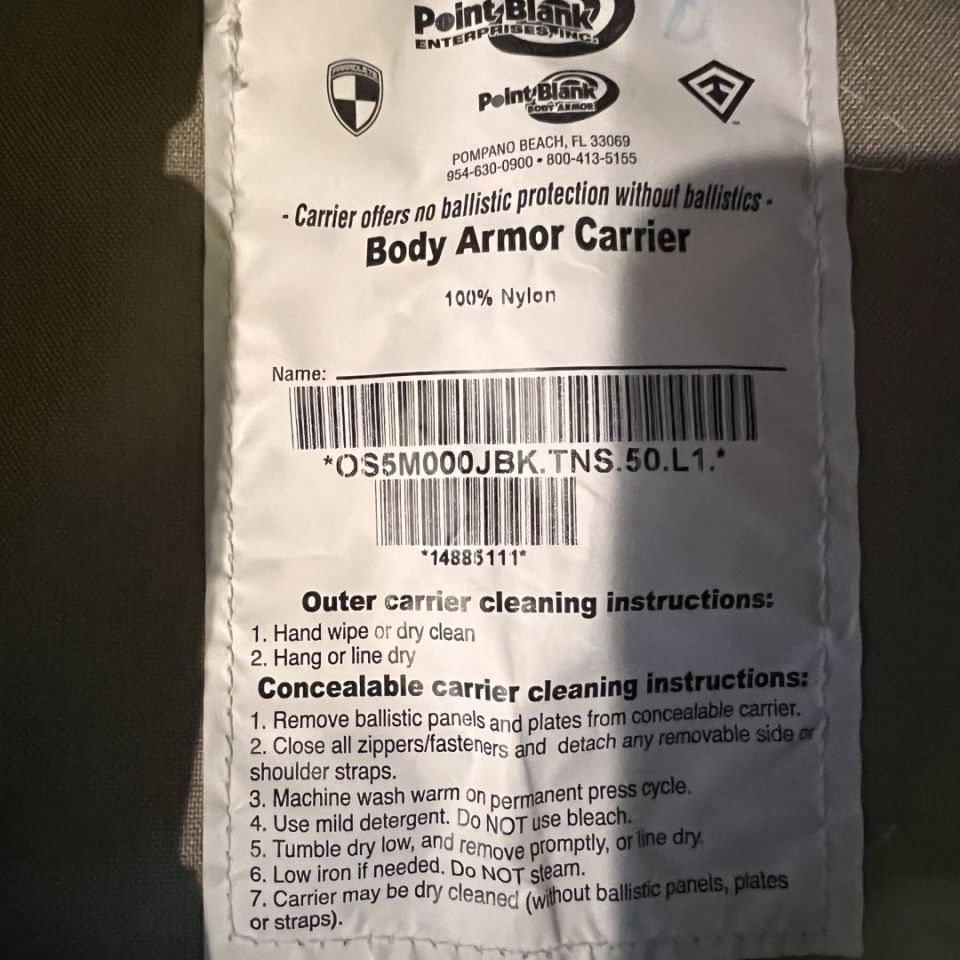 Point Blank
ENTERPRISES, INC.
PARACLETE
Point Blank
BODY ARMOR
POMPANO BEACH, FL 33069
954-630-0900 • 800-413-5155
- Carrier offers no ballistic protection without ballistics -
Body Armor Carrier
100% Nylon
Name:
*OS5M000JBK.TNS.50.L1.*
*14885111*
Outer carrier cleaning instructions:
1. Hand wipe or dry clean
2. Hang or line dry
Concealable carrier cleaning instructions:
1. Remove ballistic panels and plates from concealable carrier.
2. Close all zippers/fasteners and detach any removable side or
shoulder straps.
3. Machine wash warm on permanent press cycle.
4. Use mild detergent. Do NOT use bleach.
5. Tumble dry low, and remove promptly, or line dry.
6. Low iron if needed. Do NOT steam.
7. Carrier may be dry cleaned (without ballistic panels, plates
or straps).